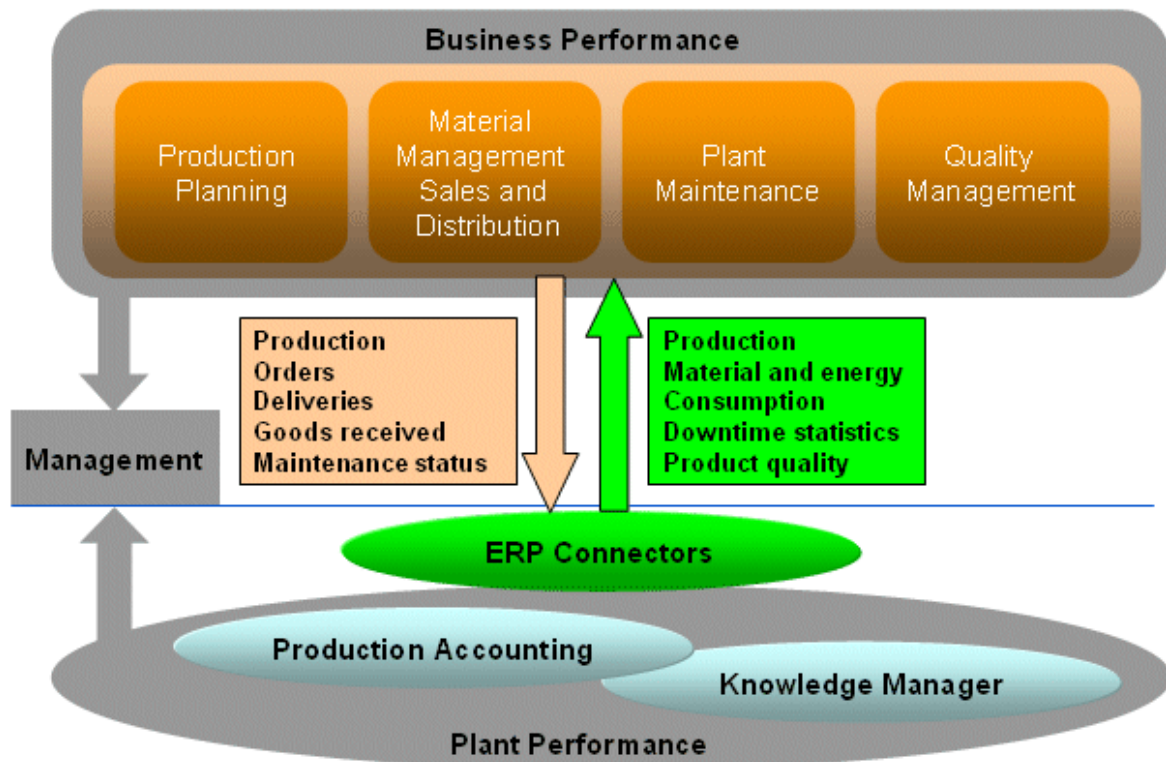 Business Performance
Production
Planning
Material
Management
Sales and
Distribution
Plant
Maintenance
Quality
Management
Production
Orders
Deliveries
Goods received
Maintenance status
Production
Material and energy
Consumption
Downtime statistics
Product quality
Management
ERP Connectors
Production Accounting
Knowledge Manager
Plant Performance